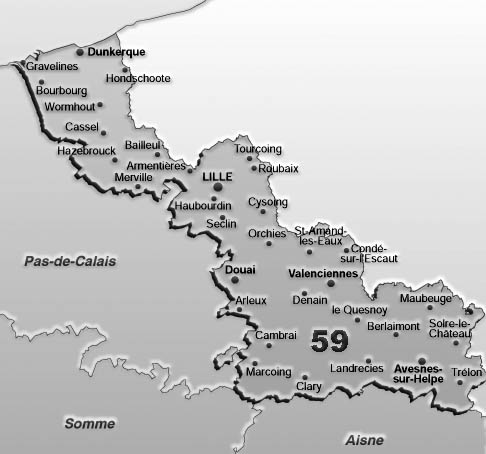 Dunkerque
Gravelines
Hondschoote
Bourbourg
Wormhout
Cassel
Bailleul
Tourcoing
Hazebrouck
Armentières
Roubaix
Merville
LILLE
Haubourdin
Cysoing
Seclin
Orchies
St-Amand-
les-Eaux
Condé-
sur-l'Escaut
Pas-de-Calais
Douai
Valenciennes
Arleux
Denain
Maubeuge
le Quesnoy
Berlaimont
Solre-le-
Château
Cambrai
59
Marcoing
Landrecies
Avesnes-
sur-Helpe
Trélon
Clary
Somme
Aisne